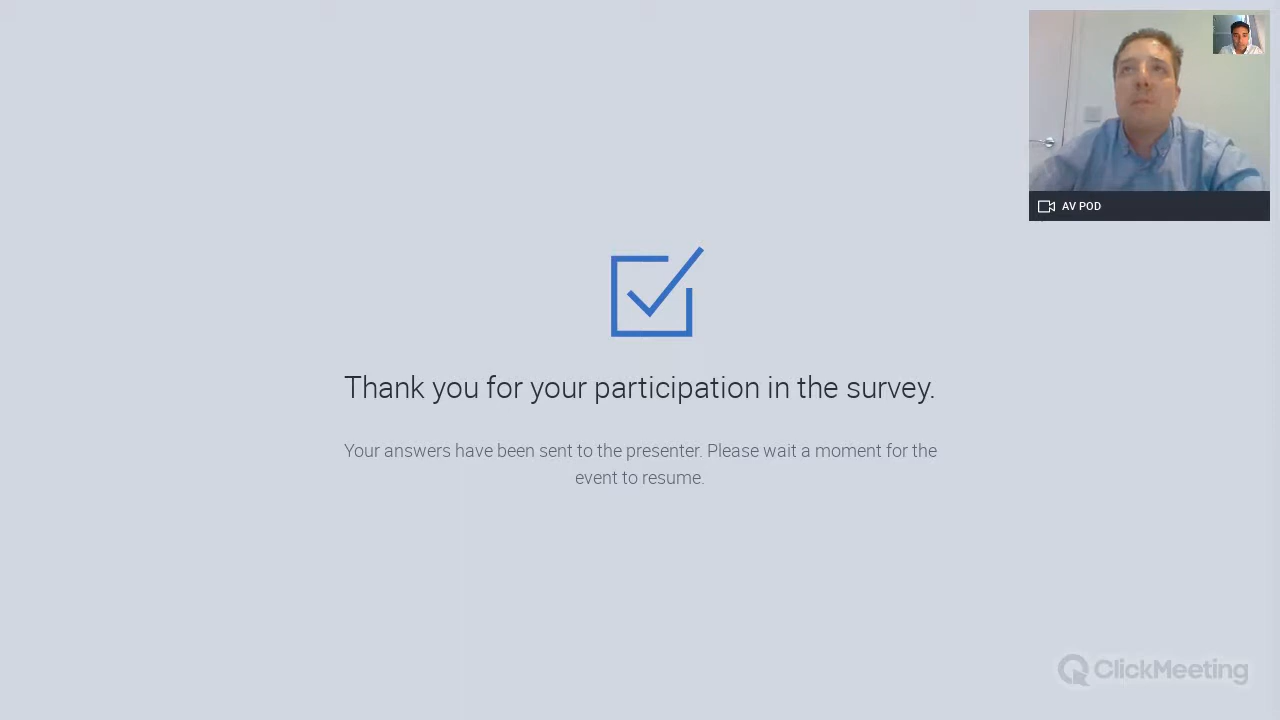 AV POD
Thank you for your participation in the survey.
Your answers have been sent to the presenter. Please wait a moment for the
event to resume.
ClickMeeting